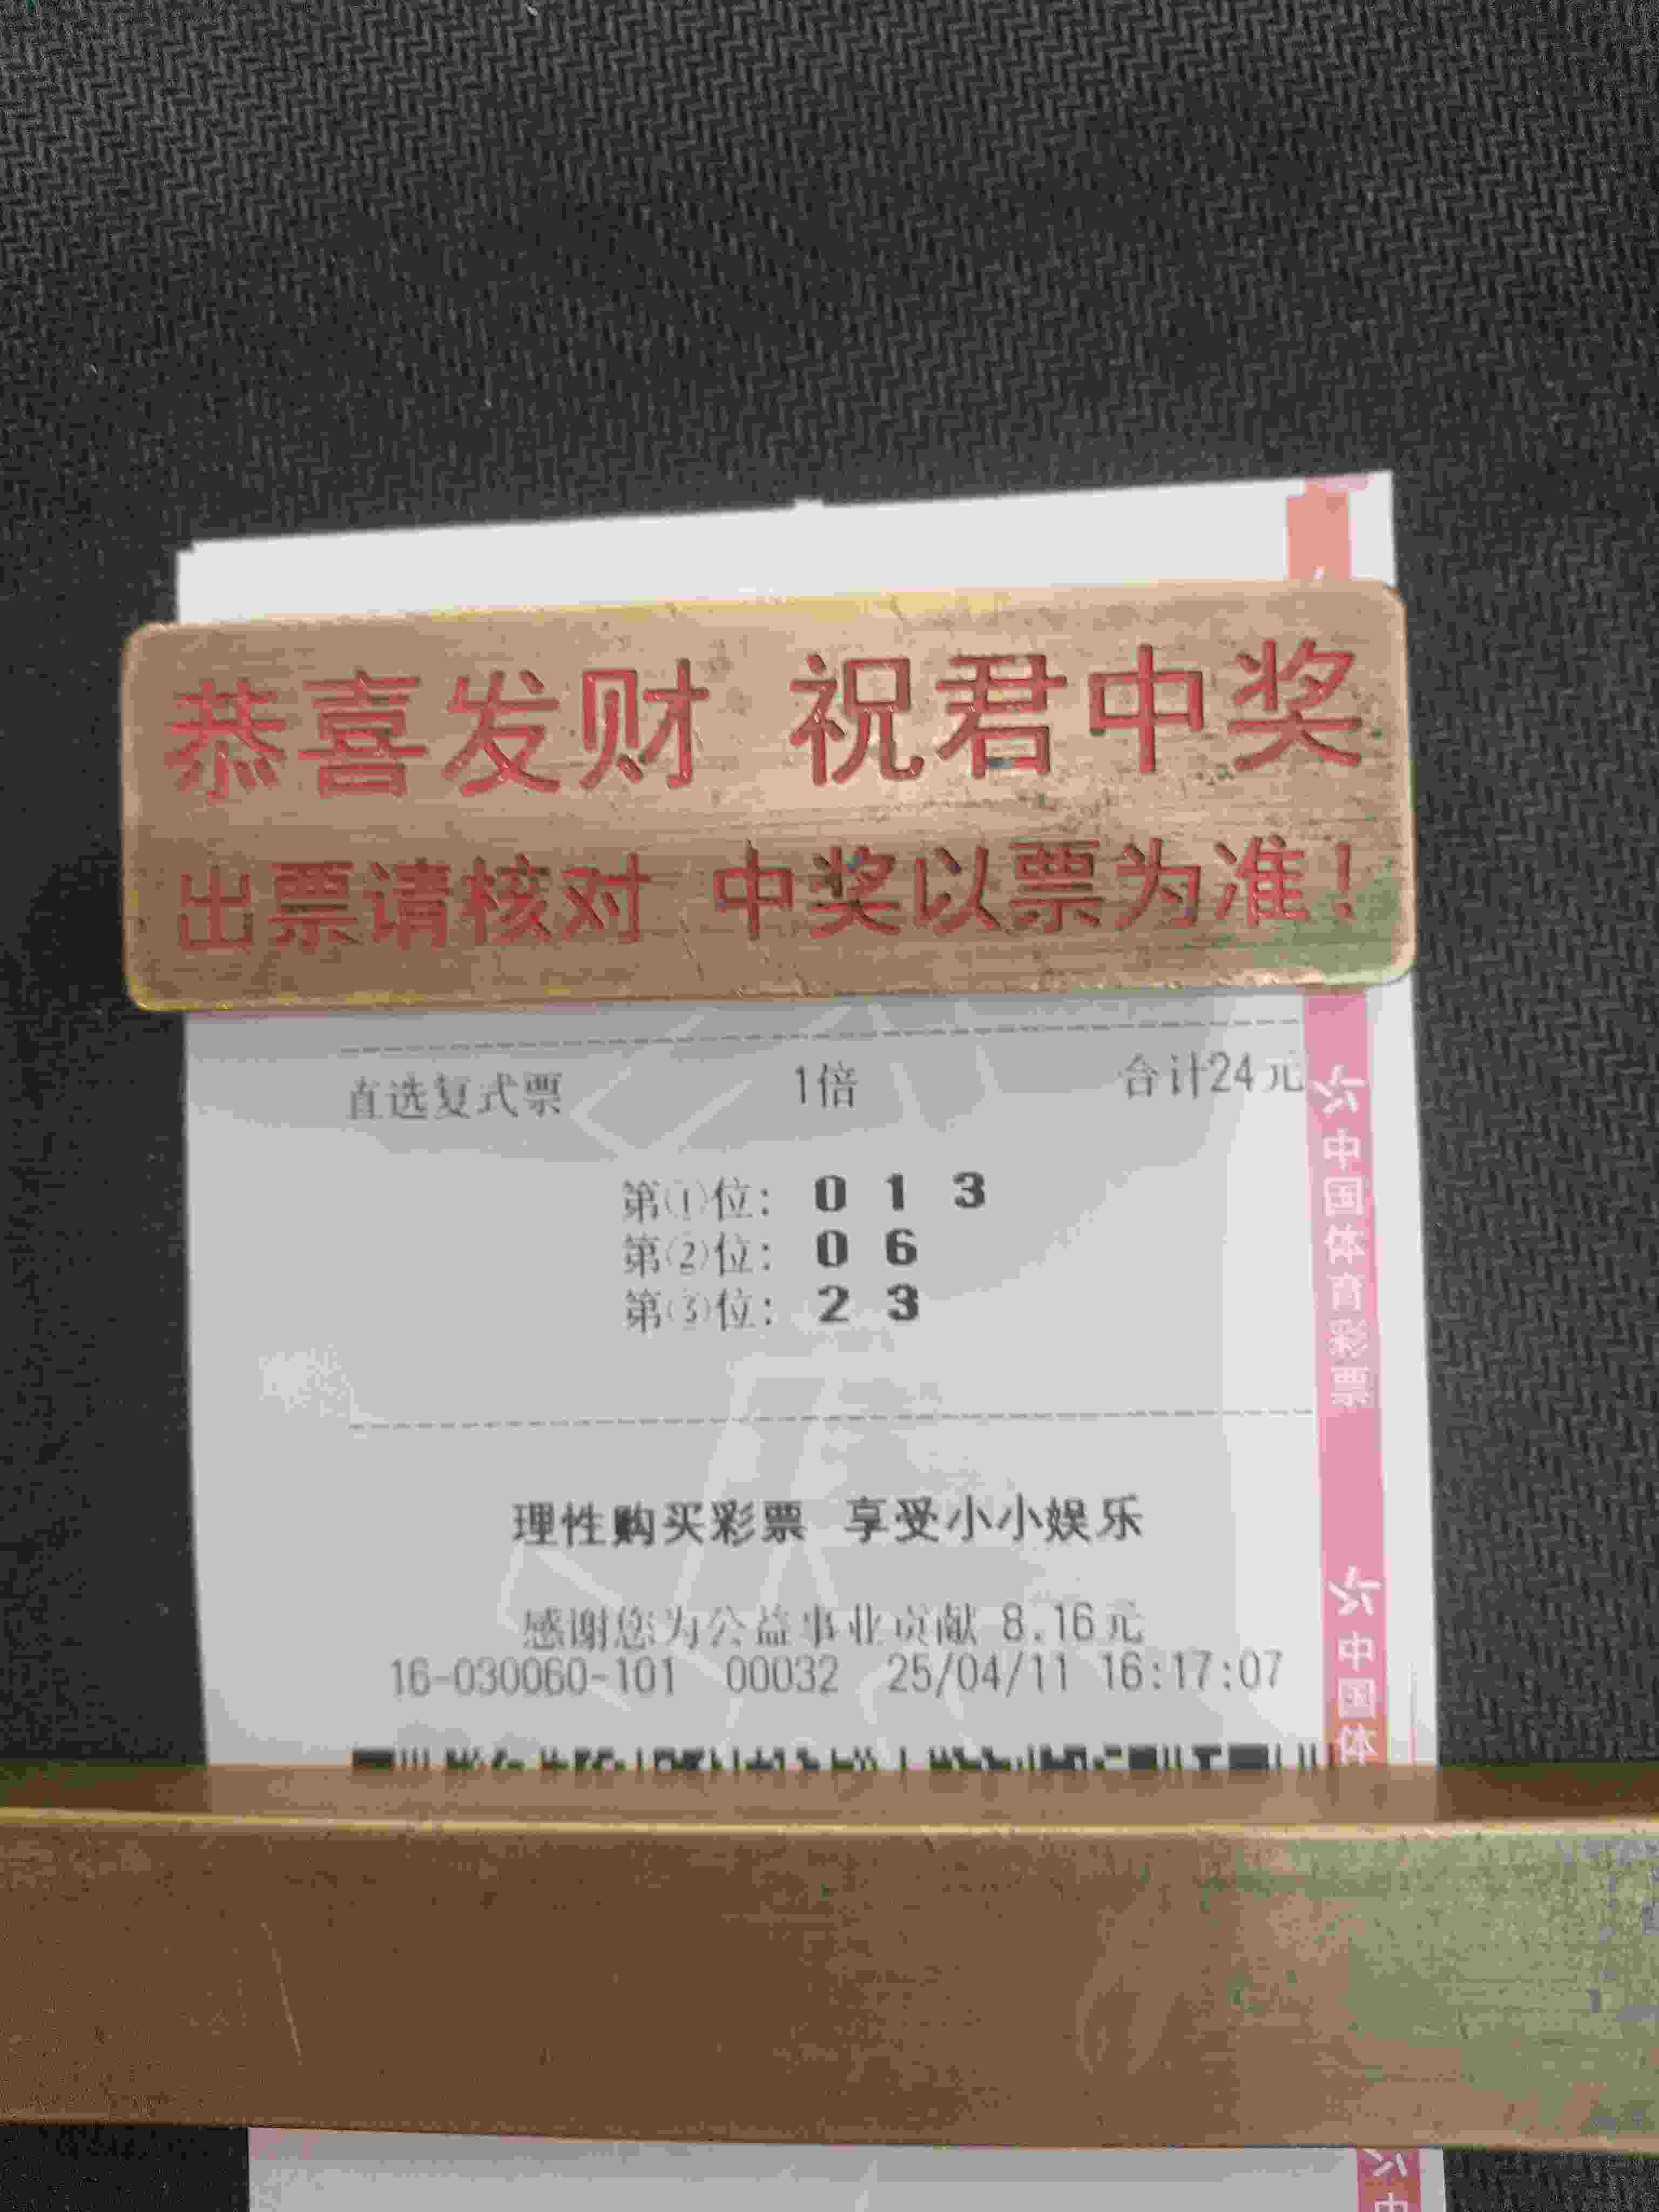 恭喜发财 祝君中奖
出票请核对 中奖以票为准!
直选复式票 1倍 合计24元
第(1)位: 0 1 3
第(2)位: 0 6
第(3)位: 2 3
理性购买彩票 享受小小娱乐
感谢您为公益事业贡献 8.16元
16-030060-101 00032 25/04/11 16:17:07
中国体育彩票
中国体
中